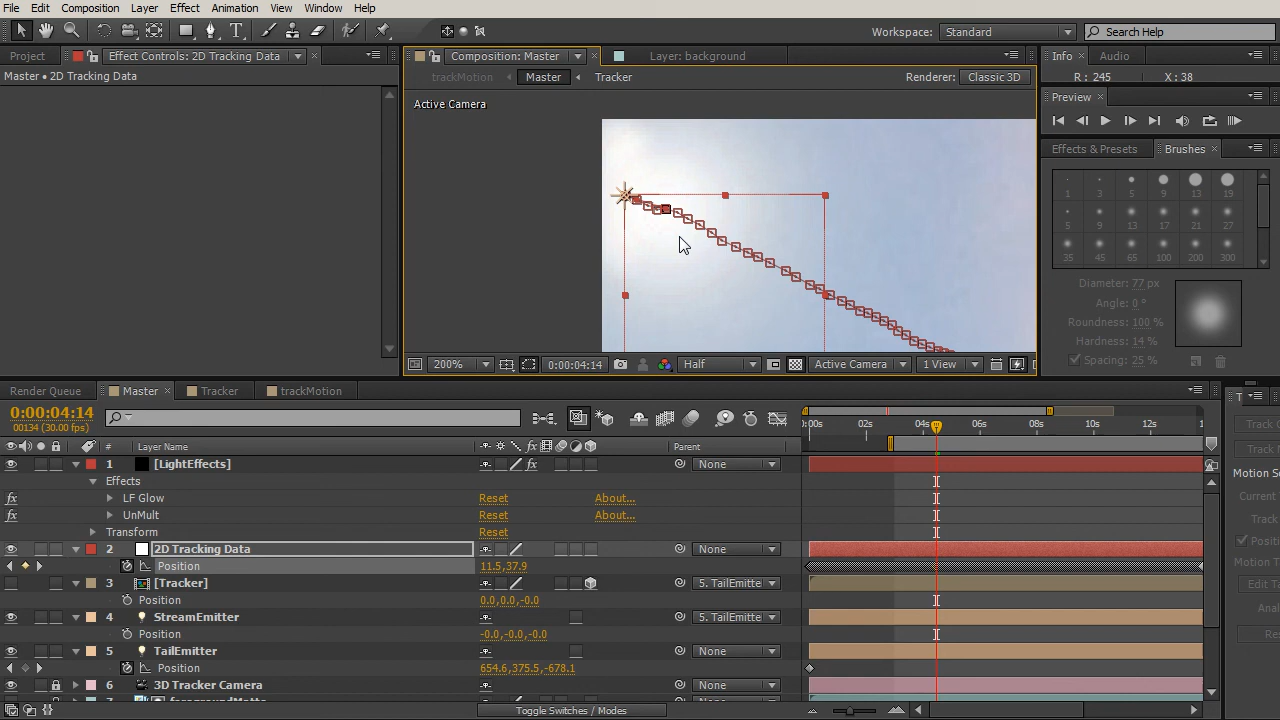 File Edit Composition Layer Effect Animation View Window Help
Workspace: Standard Search Help
Project Effect Controls: 2D Tracking Data Composition: Master Layer: background Info Audio
Master • 2D Tracking Data trackMotion Master Tracker Renderer: Classic 3D R : 245 X : 38
Active Camera Preview
Effects & Presets Brushes
1 3 5 9 13 19
5 9 13 17 21 27
35 45 65 100 200 300
Diameter: 77 px
Angle: 0 °
Roundness: 100 %
Hardness: 14 %
Spacing: 25 %
200% 0:00:04:14 Half Active Camera 1 View
Render Queue Master Tracker trackMotion
0:00:04:14
00134 (30.00 fps)
0:00s 02s 04s 06s 08s 10s 12s
# Layer Name Parent
1 [LightEffects] None
Effects
fx LF Glow Reset About...
fx UnMult Reset About...
Transform Reset
2 2D Tracking Data None
Position 11.5,37.9
3 [Tracker] 5. TailEmitte
Position 0.0,0.0,-0.0
4 StreamEmitter 5. TailEmitte
Position -0.0,-0.0,-0.0
5 TailEmitter None
Position 654.6,375.5,-678.1
6 3D Tracker Camera None
Toggle Switches / Modes
Track C
Motion S
Current
Track
Motion T
Edit T
Anal
Res